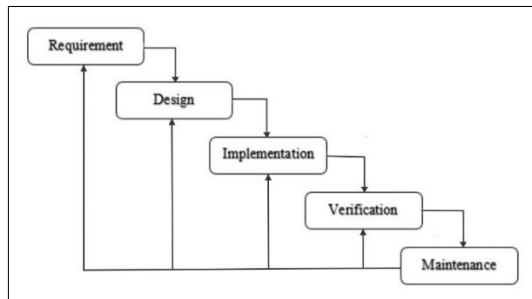 Requirement
Design
Implementation
Verification
Maintenance